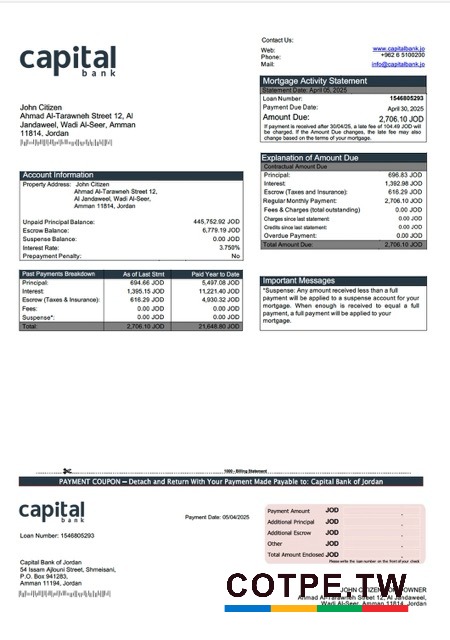 Contact Us:
capital
bank
Web: www.capitalbank.jo
Phone: +962 6 5100200
Mail: info@capitalbank.jo
Mortgage Activity Statement
Statement Date: April 05, 2025
Loan Number: 1546805293
Payment Due Date: April 30, 2025
Amount Due: 2,706.10 JOD
If payment is received after 30/04/25, a late fee of 104.49 JOD will
be charged. If the Amount Due changes, the late fee may also
change based on the terms of your mortgage.
John Citizen
Ahmad Al-Tarawneh Street 12, Al
Jandaweel, Wadi Al-Seer, Amman
11814, Jordan
Explanation of Amount Due
Contractual Amount Due
Principal: 696.83 JOD
Interest: 1,392.98 JOD
Escrow (Taxes and Insurance): 616.29 JOD
Regular Monthly Payment: 2,706.10 JOD
Fees & Charges (total outstanding) 0.00 JOD
Charges since last statement: 0.00 JOD
Credits since last statement: 0.00 JOD
Overdue Payment: 0.00 JOD
Total Amount Due: 2,706.10 JOD
Account Information
Property Address: John Citizen
Ahmad Al-Tarawneh Street 12,
Al Jandaweel, Wadi Al-Seer,
Amman 11814, Jordan
Unpaid Principal Balance: 445,752.92 JOD
Escrow Balance: 6,779.19 JOD
Suspense Balance: 0.00 JOD
Interest Rate: 3.750%
Prepayment Penalty: No
Past Payments Breakdown As of Last Stmt Paid Year to Date
Principal: 694.66 JOD 5,497.08 JOD
Interest: 1,395.15 JOD 11,221.40 JOD
Escrow (Taxes & Insurance): 616.29 JOD 4,930.32 JOD
Fees: 0.00 JOD 0.00 JOD
Suspense*: 0.00 JOD 0.00 JOD
Total: 2,706.10 JOD 21,648.80 JOD
Important Messages
*Suspense: Any amount received less than a full
payment will be applied to a suspense account for your
mortgage. When enough is received to equal a full
payment, a full payment will be applied to your
mortgage.
1000 - Billing Statement
PAYMENT COUPON – Detach and Return With Your Payment Made Payable to: Capital Bank of Jordan
capital
bank
Payment Date: 05/04/2025
Loan Number: 1546805293
Payment Amount JOD .
Additional Principal JOD .
Additional Escrow JOD .
Other JOD .
Total Amount Enclosed JOD .
Please write the loan number on the front of your check
Capital Bank of Jordan
54 Issam Ajlouni Street, Shmeisani,
P.O. Box 941283,
Amman 11194, Jordan
COTPE.TW
Ahmad Al-Tarawneh Street 12, Al Jandaweel,
Wadi Al-Seer, Amman 11814, Jordan